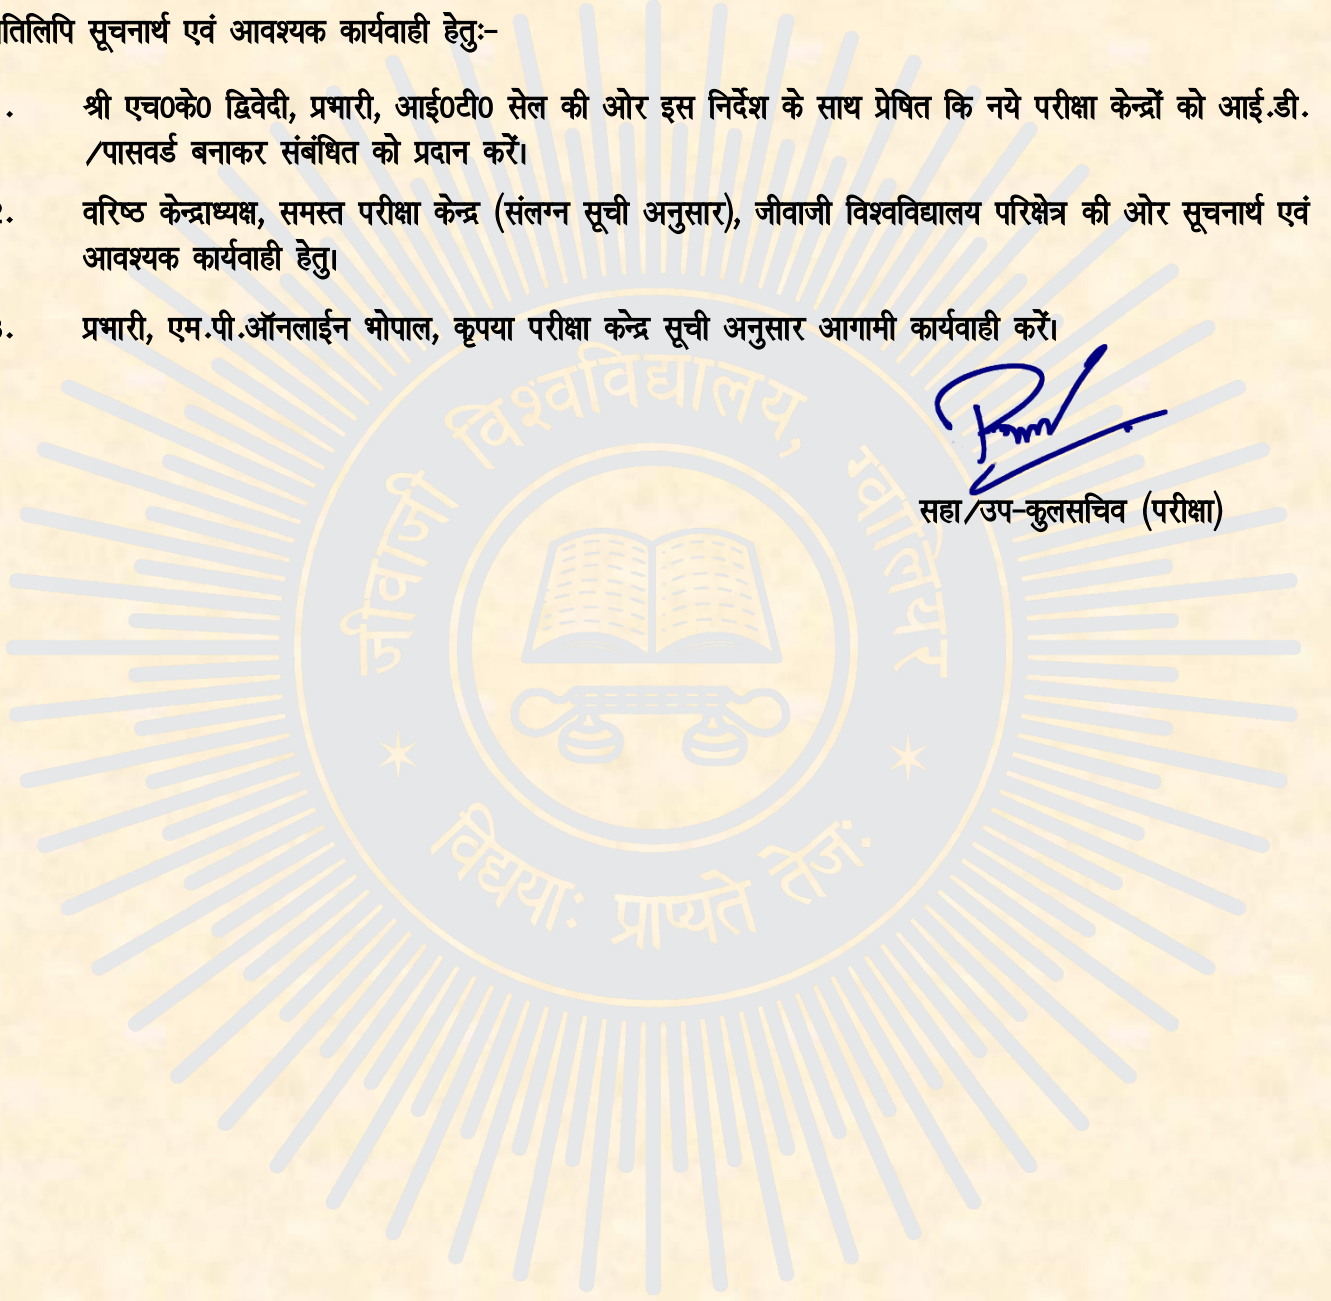 तिलिपि सूचनार्थ एवं आवश्यक कार्यवाही हेतुः-
श्री एच0के0 द्विवेदी, प्रभारी, आई0टी0 सेल की ओर इस निर्देश के साथ प्रेषित कि नये परीक्षा केन्द्रों को आई.डी.
/पासवर्ड बनाकर संबंधित को प्रदान करें।
२. वरिष्ठ केन्द्राध्यक्ष, समस्त परीक्षा केन्द्र (संलग्न सूची अनुसार), जीवाजी विश्वविद्यालय परिक्षेत्र की ओर सूचनार्थ एवं
आवश्यक कार्यवाही हेतु।
प्रभारी, एम.पी.ऑनलाईन भोपाल, कृपया परीक्षा केन्द्र सूची अनुसार आगामी कार्यवाही करें।
सहा/उप-कुलसचिव (परीक्षा)
जीवाजी विश्वविद्यालय, ग्वालियर
विद्यया: प्राप्यते तेज: